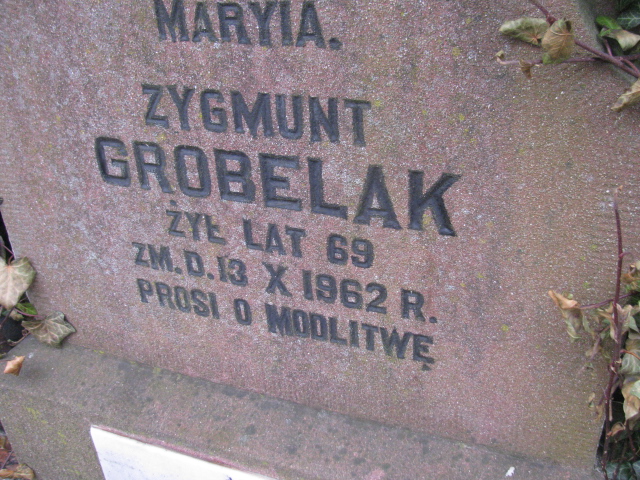 MARYIA.
ZYGMUNT
GROBELAK
ŻYŁ LAT 69
ZM. D. 13 X 1962 R.
PROSI O MODLITWĘ